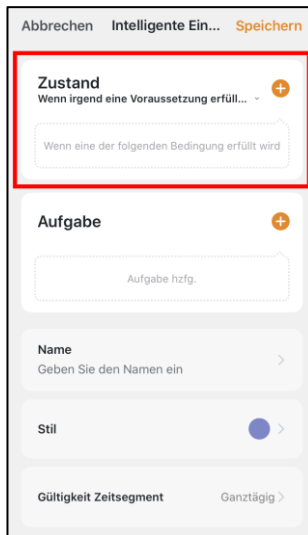 Abbrechen Intelligente Ein... Speichern
Zustand
Wenn irgend eine Voraussetzung erfüll...
Wenn eine der folgenden Bedingung erfüllt wird
Aufgabe
Aufgabe hzfg.
Name
Geben Sie den Namen ein
Stil
Gültigkeit Zeitsegment Ganztägig